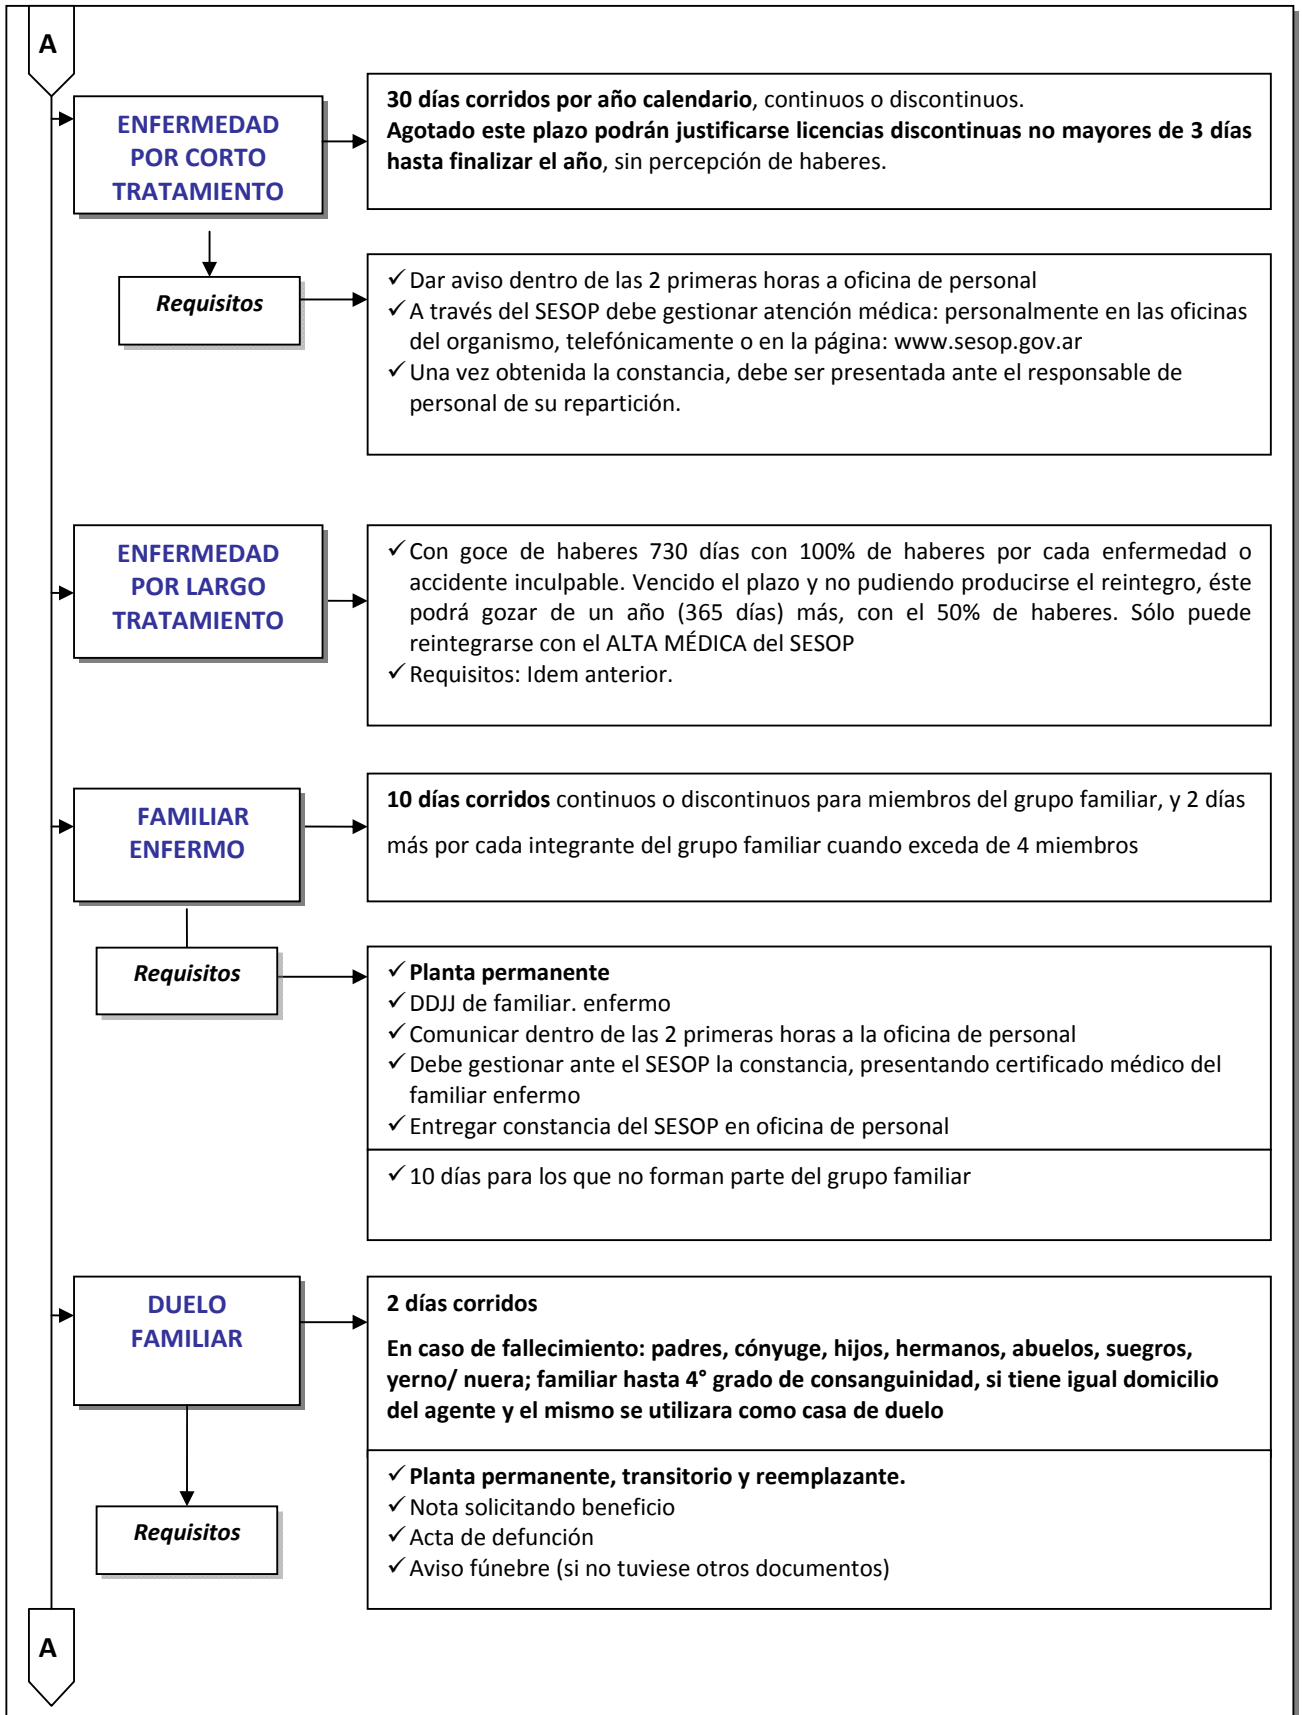 A
ENFERMEDAD
POR CORTO
TRATAMIENTO
30 días corridos por año calendario, continuos o discontinuos.
Agotado este plazo podrán justificarse licencias discontinuas no mayores de 3 días
hasta finalizar el año, sin percepción de haberes.
Requisitos
✓ Dar aviso dentro de las 2 primeras horas a oficina de personal
✓ A través del SESOP debe gestionar atención médica: personalmente en las oficinas
del organismo, telefónicamente o en la página: www.sesop.gov.ar
✓ Una vez obtenida la constancia, debe ser presentada ante el responsable de
personal de su repartición.
ENFERMEDAD
POR LARGO
TRATAMIENTO
✓ Con goce de haberes 730 días con 100% de haberes por cada enfermedad o
accidente inculpable. Vencido el plazo y no pudiendo producirse el reintegro, éste
podrá gozar de un año (365 días) más, con el 50% de haberes. Sólo puede
reintegrarse con el ALTA MÉDICA del SESOP
✓ Requisitos: Idem anterior.
FAMILIAR
ENFERMO
10 días corridos continuos o discontinuos para miembros del grupo familiar, y 2 días
más por cada integrante del grupo familiar cuando exceda de 4 miembros
Requisitos
✓ Planta permanente
✓ DDJJ de familiar. enfermo
✓ Comunicar dentro de las 2 primeras horas a la oficina de personal
✓ Debe gestionar ante el SESOP la constancia, presentando certificado médico del
familiar enfermo
✓ Entregar constancia del SESOP en oficina de personal
✓ 10 días para los que no forman parte del grupo familiar
DUELO
FAMILIAR
2 días corridos
En caso de fallecimiento: padres, cónyuge, hijos, hermanos, abuelos, suegros,
yerno/ nuera; familiar hasta 4° grado de consanguinidad, si tiene igual domicilio
del agente y el mismo se utilizara como casa de duelo
Requisitos
✓ Planta permanente, transitorio y reemplazante.
✓ Nota solicitando beneficio
✓ Acta de defunción
✓ Aviso fúnebre (si no tuviese otros documentos)
A